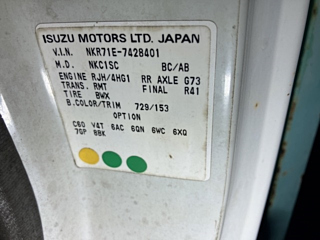 ISUZU MOTORS LTD. JAPAN
V.I.N. NKR71E-7428401
M.D. NKC1SC BC/AB
ENGINE RJH/4HG1 RR AXLE G73
TRANS. RMT FINAL R41
TIRE BWX
B.COLOR/TRIM 729/153
OPTION
C60 V4T 6AC 6QN 6WC 6XQ
7GP 8BK